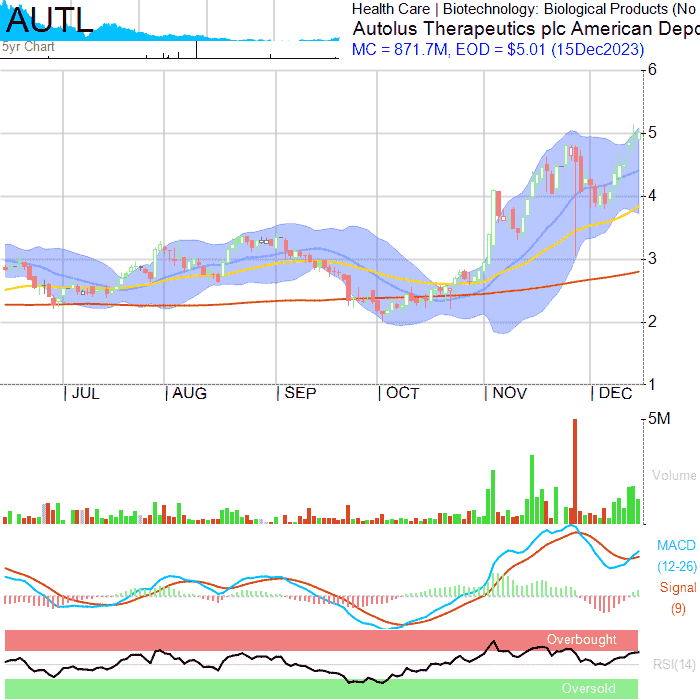 AUTL
5yr Chart
Health Care | Biotechnology: Biological Products (No
Autolus Therapeutics plc American Depo
MC = 871.7M, EOD = $5.01 (15Dec2023)
6
5
4
3
2
1
| JUL | AUG | SEP | OCT | NOV | DEC
5M
Volume
MACD
(12-26)
Signal
(9)
Overbought
RSI(14)
Oversold